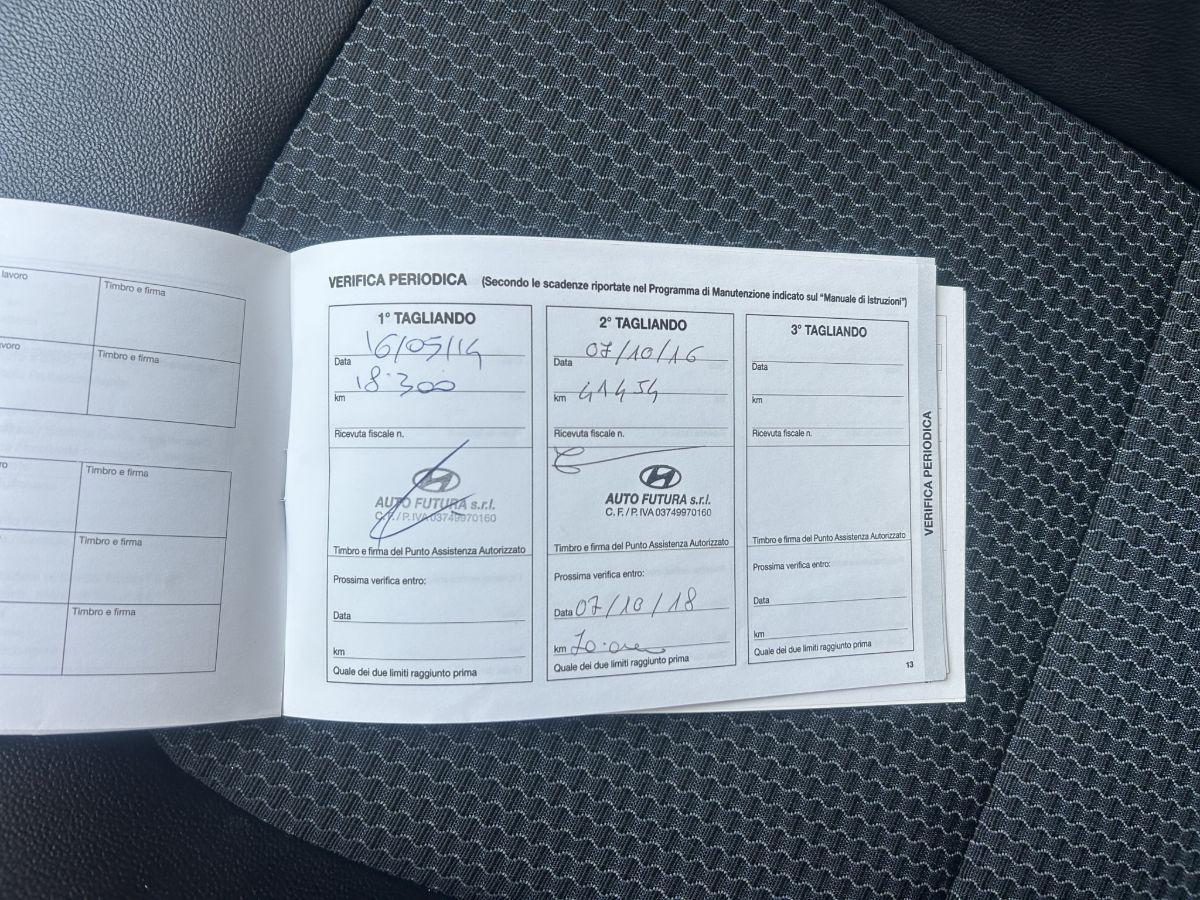 lavoro
Timbro e firma
Timbro e firma
Timbro e firma
Timbro e firma
Timbro e firma
VERIFICA PERIODICA (Secondo le scadenze riportate nel Programma di Manutenzione indicato sul "Manuale di Istruzioni")
1° TAGLIANDO
Data 16/05/14
km 18.300
Ricevuta fiscale n.
AUTO FUTURA s.r.l.
C. F. / P. IVA 03749970160
Timbro e firma del Punto Assistenza Autorizzato
Prossima verifica entro:
Data
km
Quale dei due limiti raggiunto prima
2° TAGLIANDO
Data 07/10/16
km 41454
Ricevuta fiscale n.
AUTO FUTURA s.r.l.
C. F. / P. IVA 03749970160
Timbro e firma del Punto Assistenza Autorizzato
Prossima verifica entro:
Data 07/10/18
km
Quale dei due limiti raggiunto prima
3° TAGLIANDO
Data
km
Ricevuta fiscale n.
Timbro e firma del Punto Assistenza Autorizzato
Prossima verifica entro:
Data
km
Quale dei due limiti raggiunto prima
VERIFICA PERIODICA
13